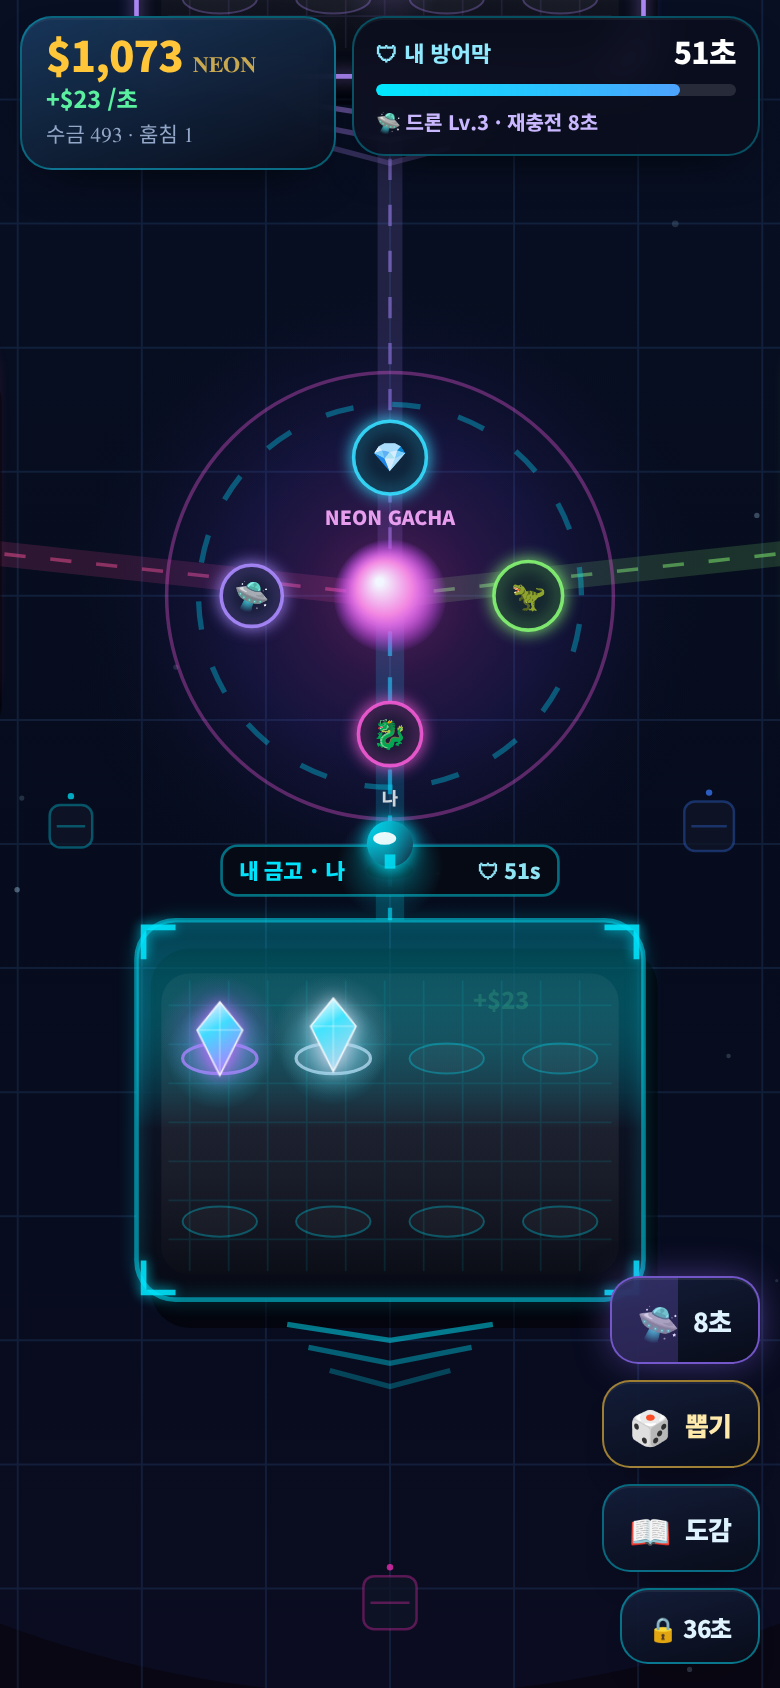 $1,073 NEON
+$23 /초
수금 493 · 훔침 1
내 방어막 51초
드론 Lv.3 · 재충전 8초
NEON GACHA
나
내 금고 · 나 51s
+$23
8초
뽑기
도감
36초